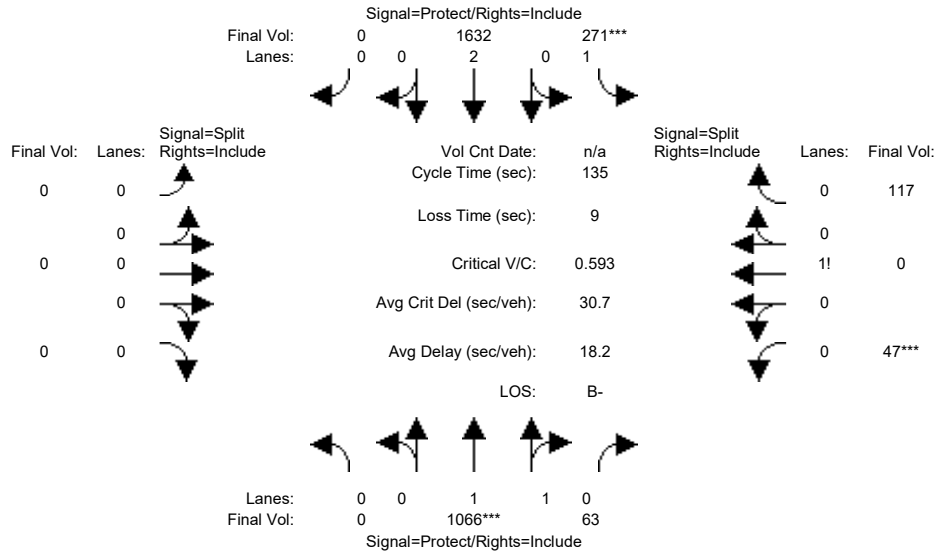 Signal=Protect/Rights=Include
Final Vol: 0 1632 271***
Lanes: 0 0 2 0 1
Signal=Split
Final Vol: Lanes: Rights=Include
Vol Cnt Date: n/a
Signal=Split
Rights=Include Lanes: Final Vol:
Cycle Time (sec): 135
0 0
0 117
Loss Time (sec): 9
0
0
0 0
Critical V/C: 0.593
1! 0
0
Avg Crit Del (sec/veh): 30.7
0
0 0
Avg Delay (sec/veh): 18.2
0 47***
LOS: B-
Lanes: 0 0 1 1 0
Final Vol: 0 1066*** 63
Signal=Protect/Rights=Include